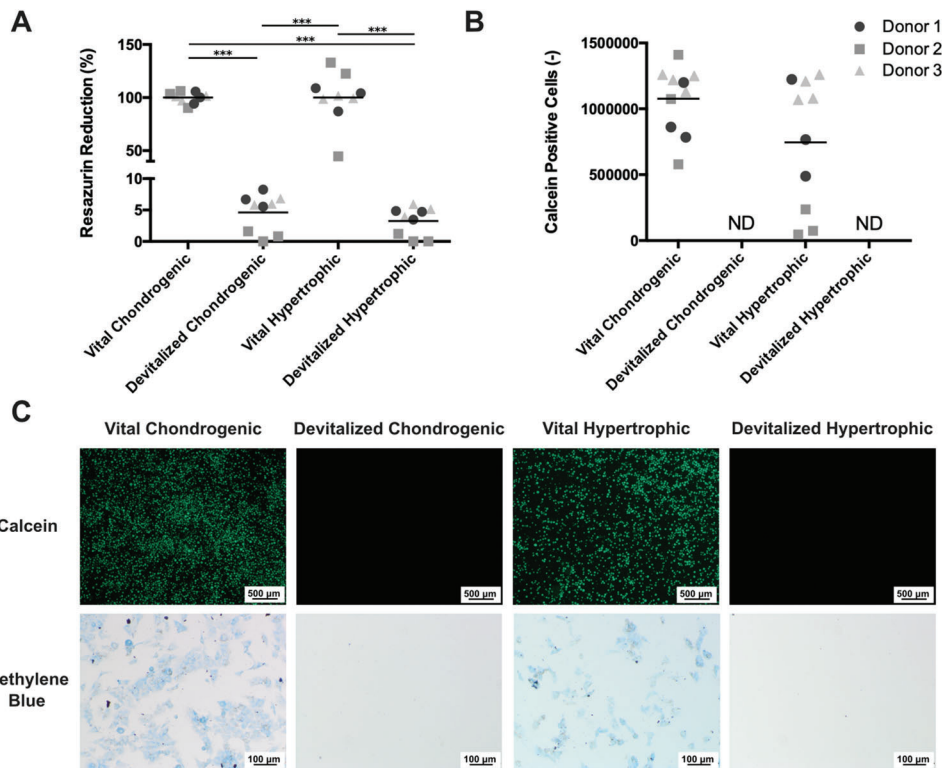 A
***
***
***
***
Resazurin Reduction (%)
150
100
50
10
5
0
Vital Chondrogenic
Devitalized Chondrogenic
Vital Hypertrophic
Devitalized Hypertrophic
B
Donor 1
Donor 2
Donor 3
Calcein Positive Cells (-)
1500000
1000000
500000
0
ND
ND
Vital Chondrogenic
Devitalized Chondrogenic
Vital Hypertrophic
Devitalized Hypertrophic
C
Vital Chondrogenic Devitalized Chondrogenic Vital Hypertrophic Devitalized Hypertrophic
alcein
500 µm 500 µm 500 µm 500 µm
ethylene
Blue
100 µm 100 µm 100 µm 100 µm